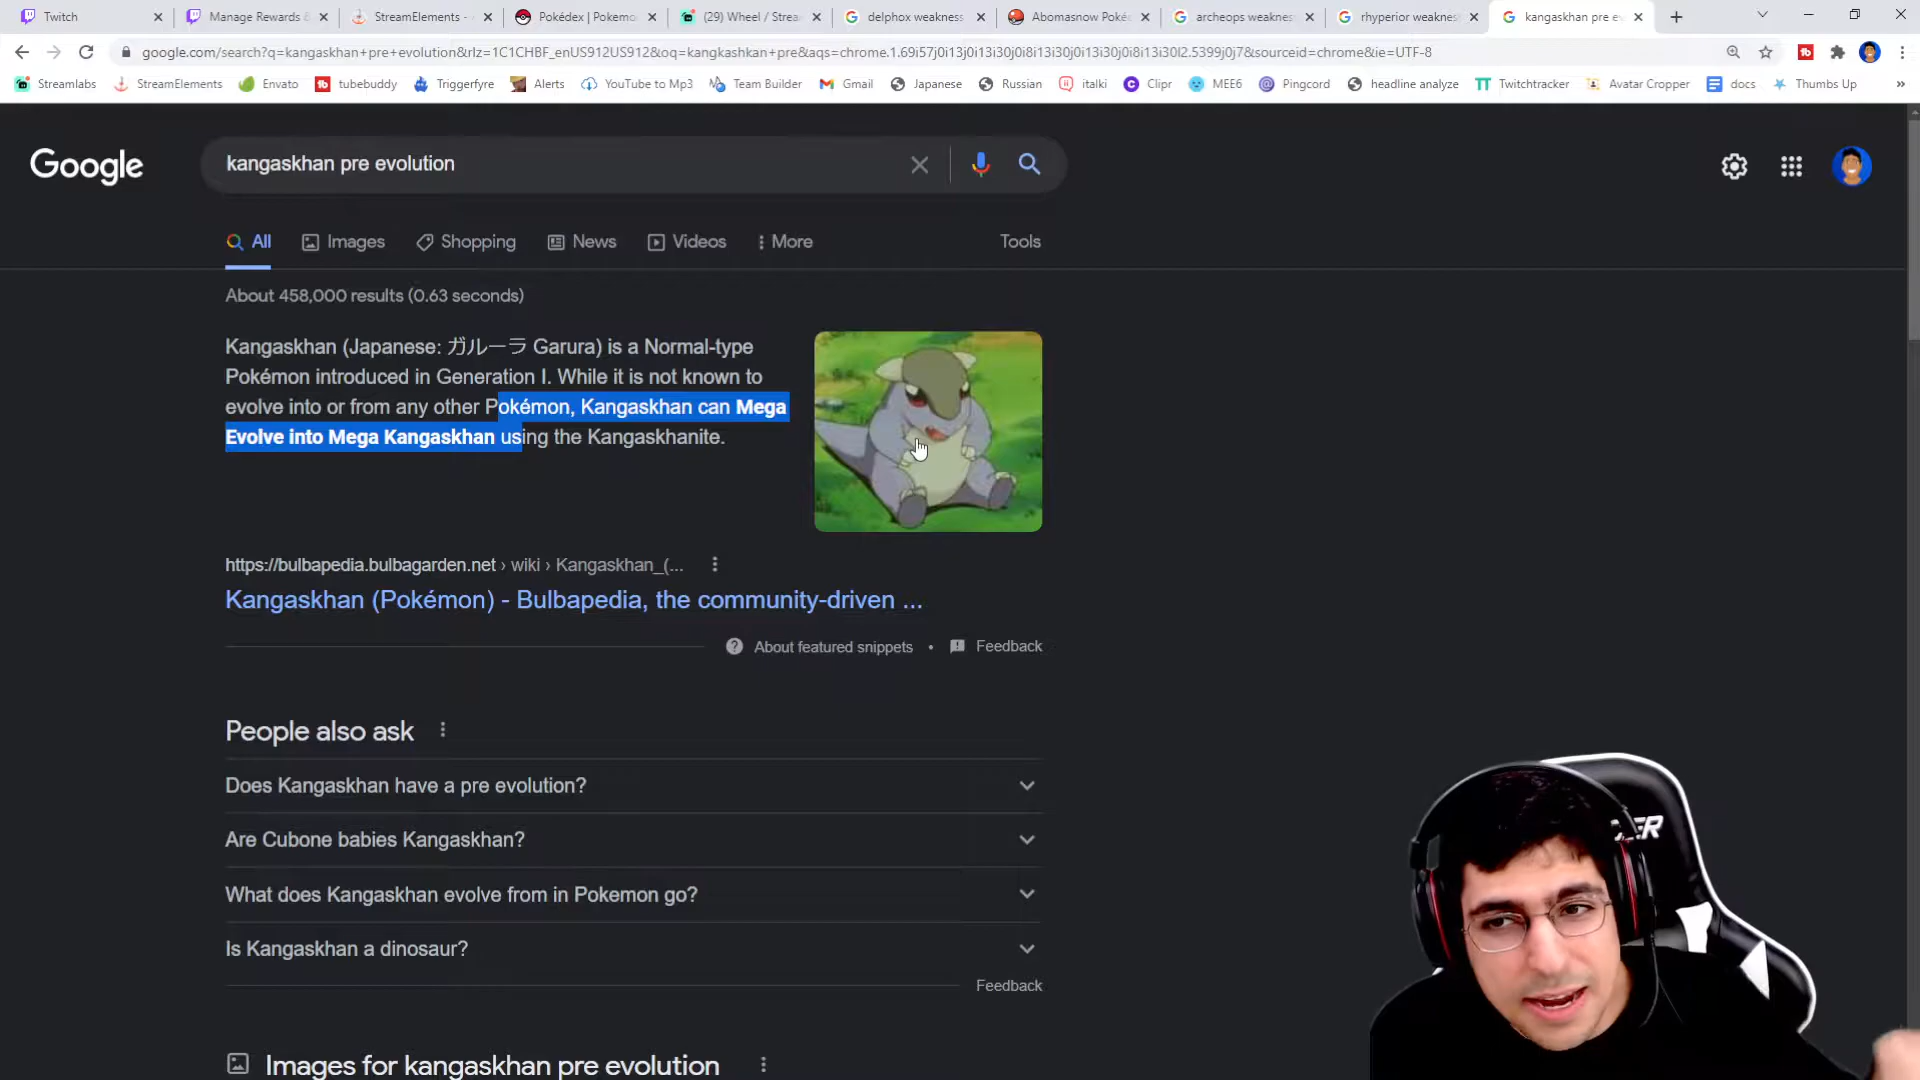 Twitch
Manage Rewards &
StreamElements -
Pokédex | Pokemo
(29) Wheel / Strea
delphox weakness
Abomasnow Poké
archeops weakne
rhyperior weaknes
kangaskhan pre e
google.com/search?q=kangaskhan+pre+evolution&rlz=1C1CHBF_enUS912US912&oq=kangkashkan+pre&aqs=chrome.1.69i57j0i13j0i13i30j0i8i13i30j0i13i30j0i8i13i30l2.5399j0j7&sourceid=chrome&ie=UTF-8
Streamlabs
StreamElements
Envato
tubebuddy
Triggerfyre
Alerts
YouTube to Mp3
Team Builder
Gmail
Japanese
Russian
italki
Clipr
MEE6
Pingcord
headline analyze
Twitchtracker
Avatar Cropper
docs
Thumbs Up
»
Google
kangaskhan pre evolution
All
Images
Shopping
News
Videos
More
Tools
About 458,000 results (0.63 seconds)
Kangaskhan (Japanese: ガルーラ Garura) is a Normal-type
Pokémon introduced in Generation I. While it is not known to
evolve into or from any other Pokémon, Kangaskhan can Mega
Evolve into Mega Kangaskhan using the Kangaskhanite.
https://bulbapedia.bulbagarden.net › wiki › Kangaskhan_(...
Kangaskhan (Pokémon) - Bulbapedia, the community-driven ...
About featured snippets • Feedback
People also ask
Does Kangaskhan have a pre evolution?
Are Cubone babies Kangaskhan?
What does Kangaskhan evolve from in Pokemon go?
Is Kangaskhan a dinosaur?
Feedback
Images for kangaskhan pre evolution